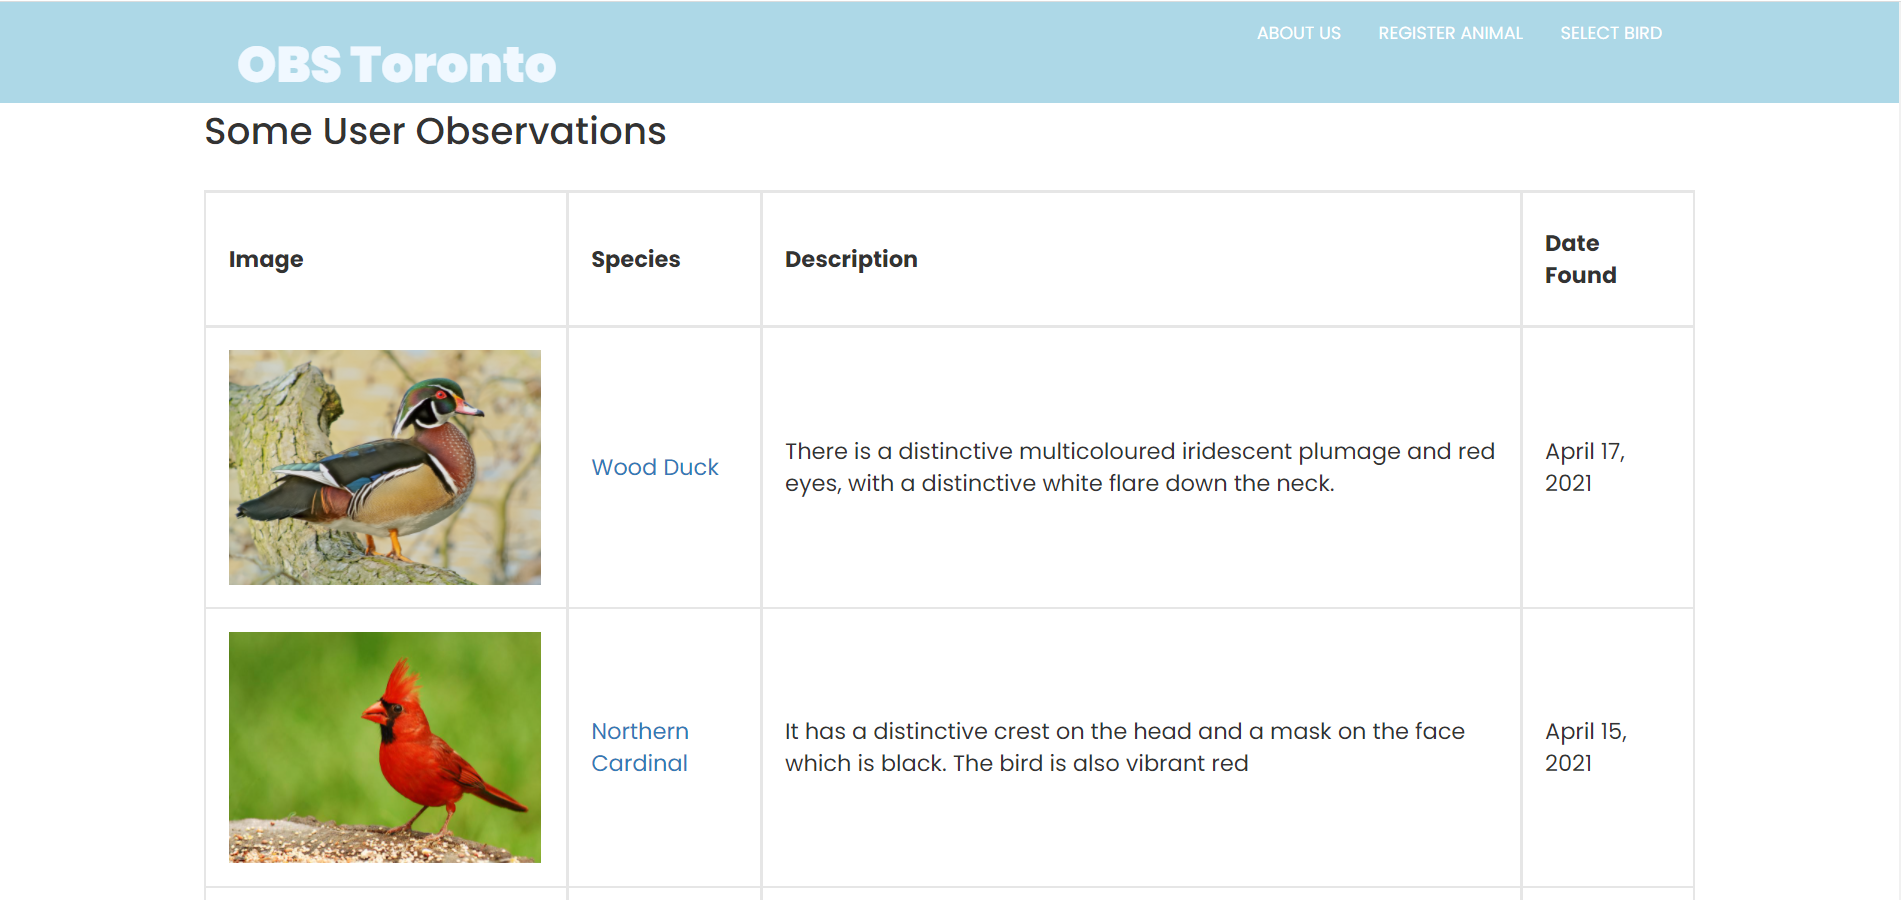 OBS Toronto
ABOUT US
REGISTER ANIMAL
SELECT BIRD
Some User Observations
Image
Species
Description
Date
Found
Wood Duck
There is a distinctive multicoloured iridescent plumage and red
eyes, with a distinctive white flare down the neck.
April 17,
2021
Northern
Cardinal
It has a distinctive crest on the head and a mask on the face
which is black. The bird is also vibrant red
April 15,
2021